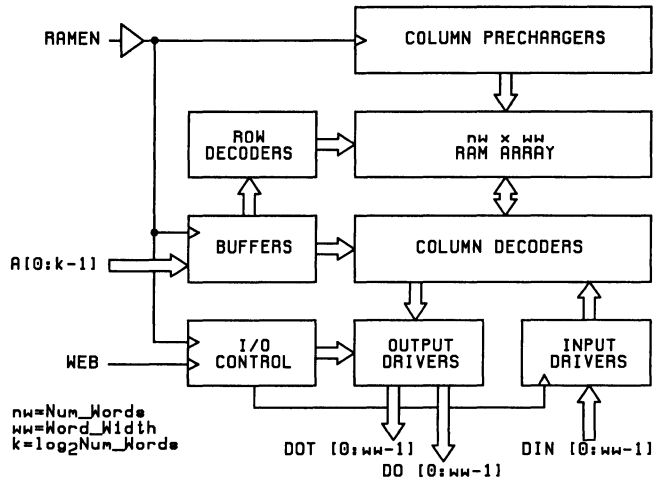 RAMEN
COLUMN PRECHARGERS
ROW
DECODERS
nw x ww
RAM ARRAY
BUFFERS
COLUMN DECODERS
A[0:k-1]
I/O
CONTROL
OUTPUT
DRIVERS
INPUT
DRIVERS
WEB
nw=Num_Words
ww=Word_Width
k=log2Num_Words
DOT [0:ww-1]
DIN [0:ww-1]
DO [0:ww-1]